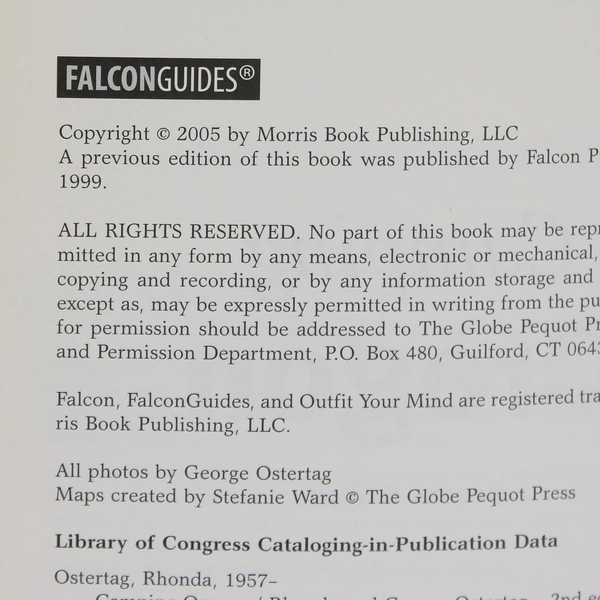 FALCONGUIDES®
Copyright © 2005 by Morris Book Publishing, LLC
A previous edition of this book was published by Falcon P
1999.
ALL RIGHTS RESERVED. No part of this book may be repr
mitted in any form by any means, electronic or mechanical,
copying and recording, or by any information storage and
except as, may be expressly permitted in writing from the pu
for permission should be addressed to The Globe Pequot Pr
and Permission Department, P.O. Box 480, Guilford, CT 064
Falcon, FalconGuides, and Outfit Your Mind are registered tra
ris Book Publishing, LLC.
All photos by George Ostertag
Maps created by Stefanie Ward © The Globe Pequot Press
Library of Congress Cataloging-in-Publication Data
Ostertag, Rhonda, 1957–